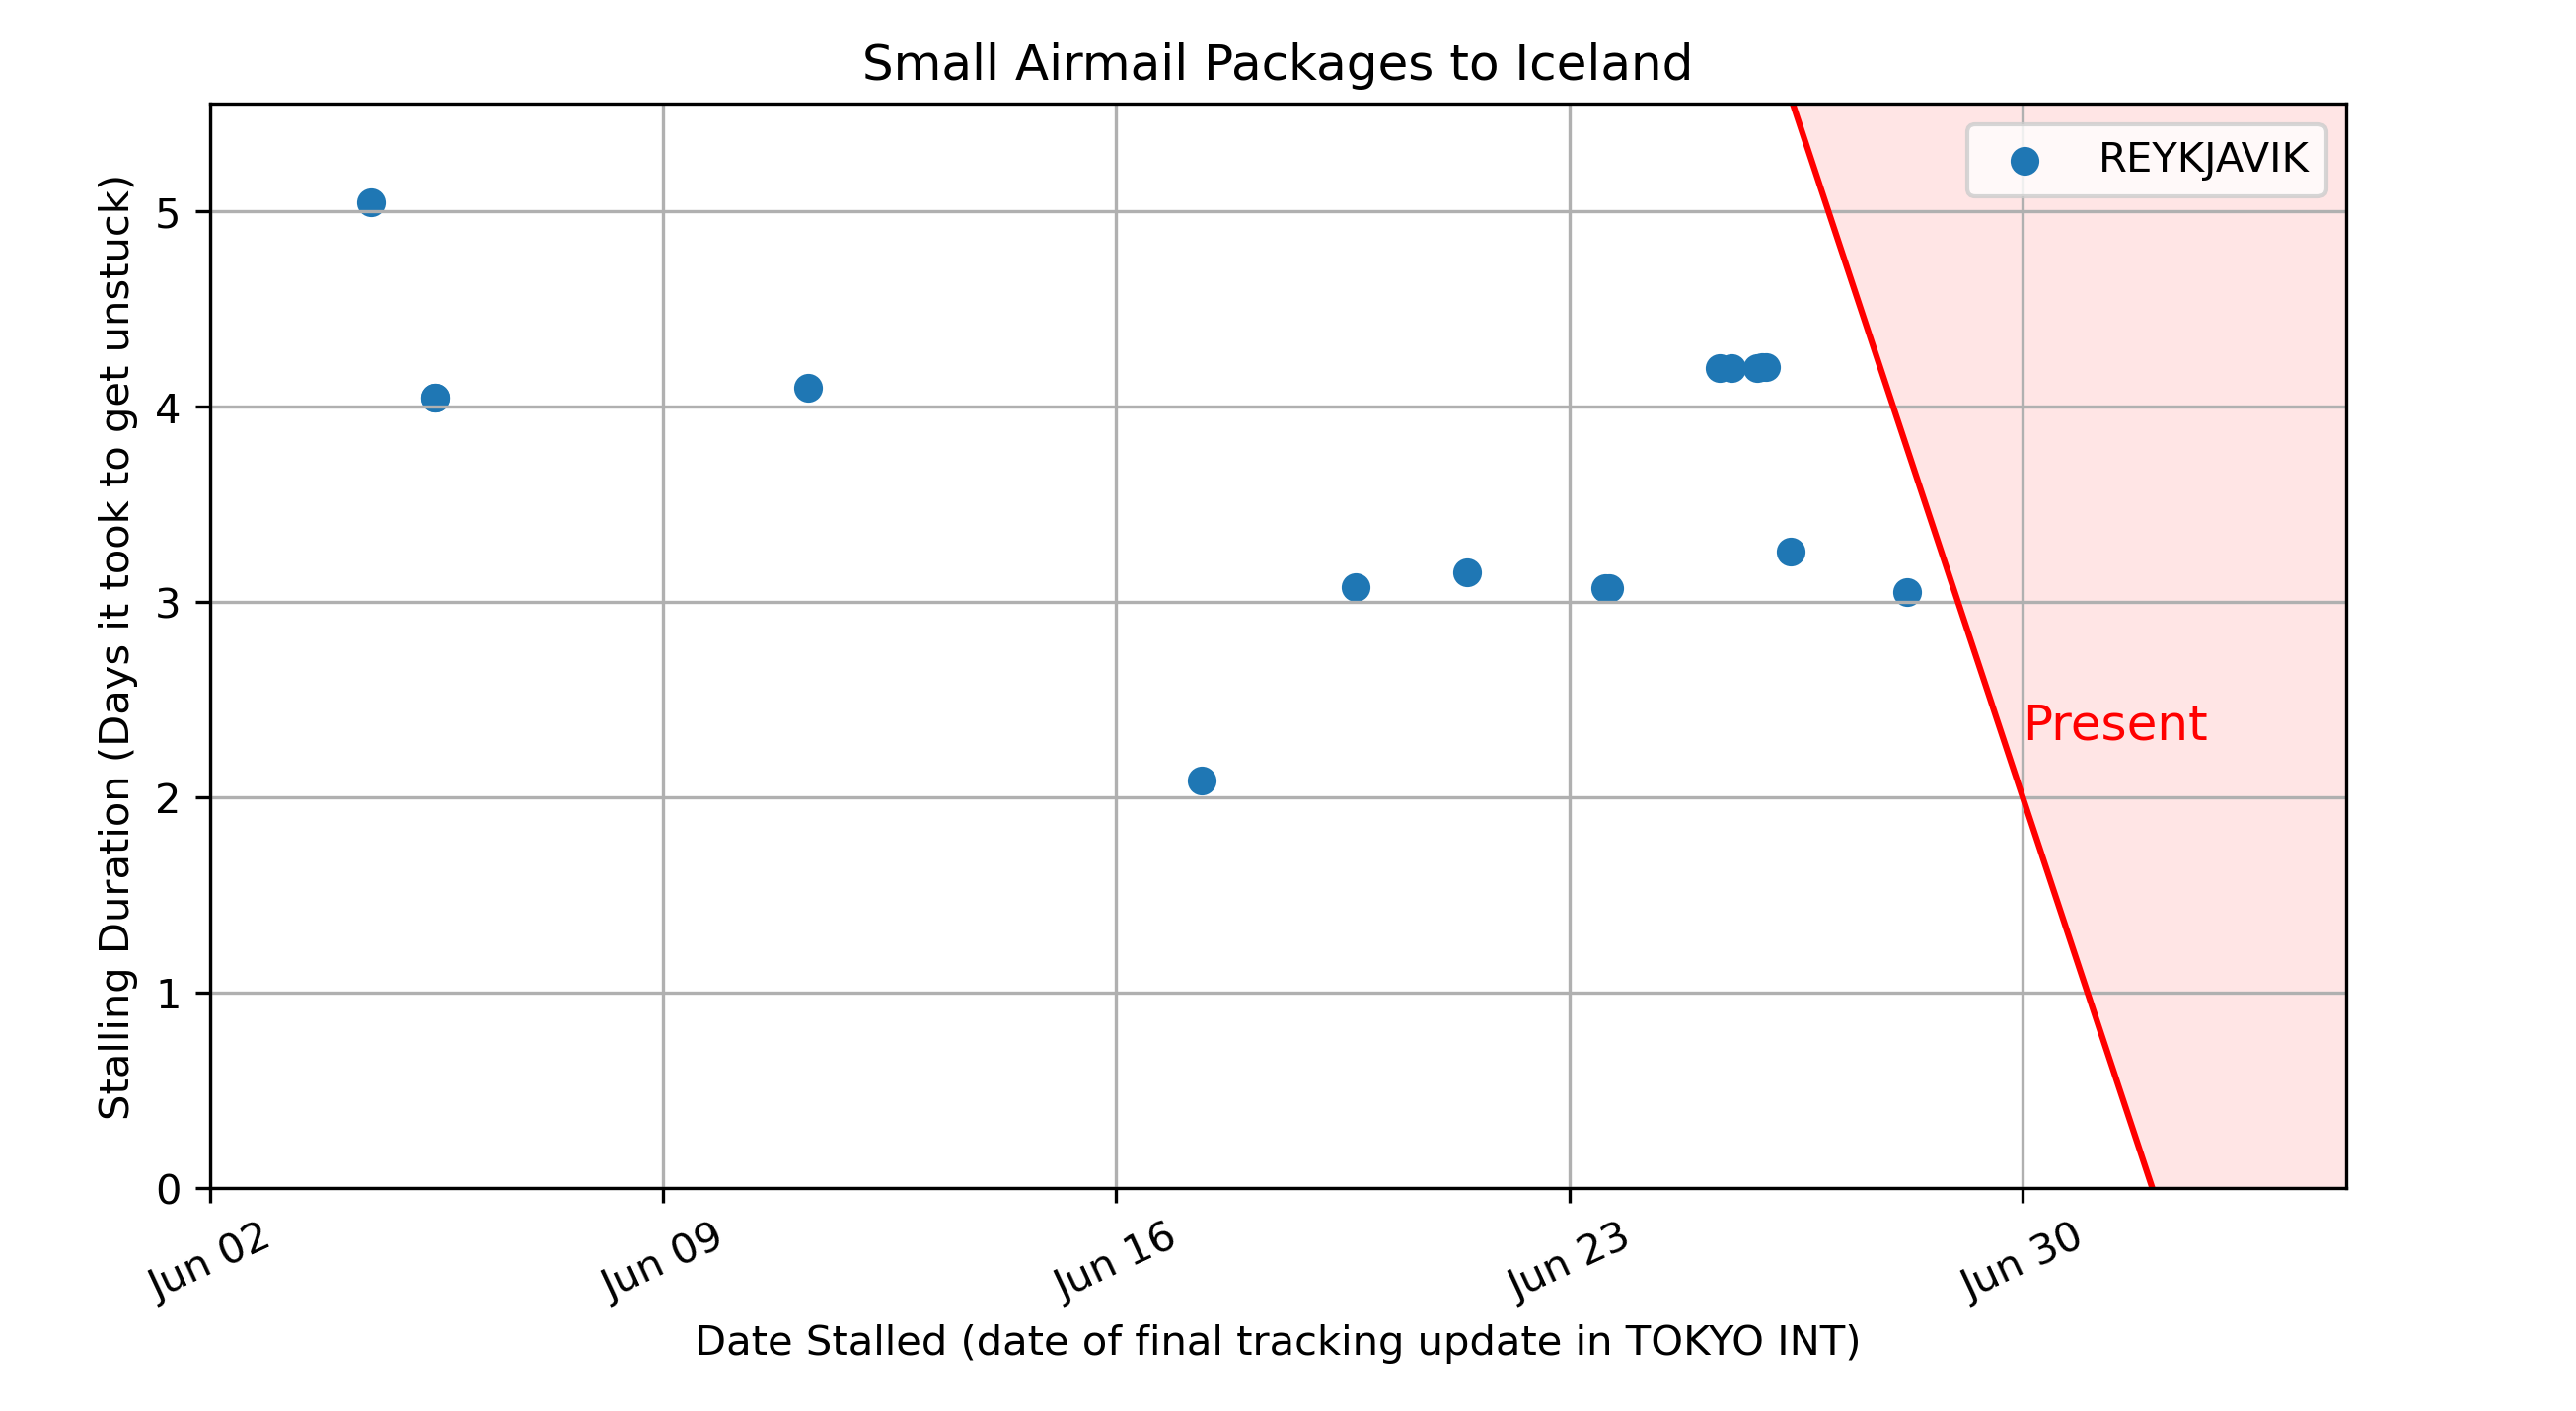 Small Airmail Packages to Iceland
REYKJAVIK
Stalling Duration (Days it took to get unstuck)
5
4
3
2
1
0
Present
Jun 02
Jun 09
Jun 16
Jun 23
Jun 30
Date Stalled (date of final tracking update in TOKYO INT)